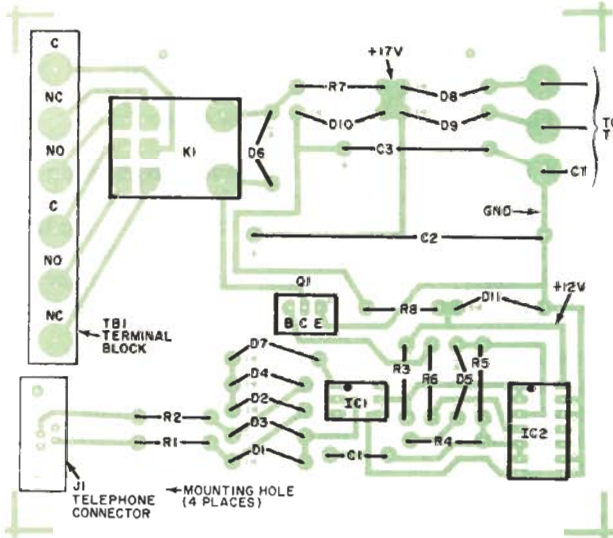 C
NC
NO
C
NO
NC
TB1
TERMINAL
BLOCK
K1
D6
+17V
R7
D8
D10
D9
C3
CT
GND
C2
Q1
B C E
R8
D11
+12V
D7
D4
D2
D3
D1
R2
R1
IC1
C1
R3
R6
D5
R5
R4
IC2
J1
TELEPHONE
CONNECTOR
MOUNTING HOLE
(4 PLACES)